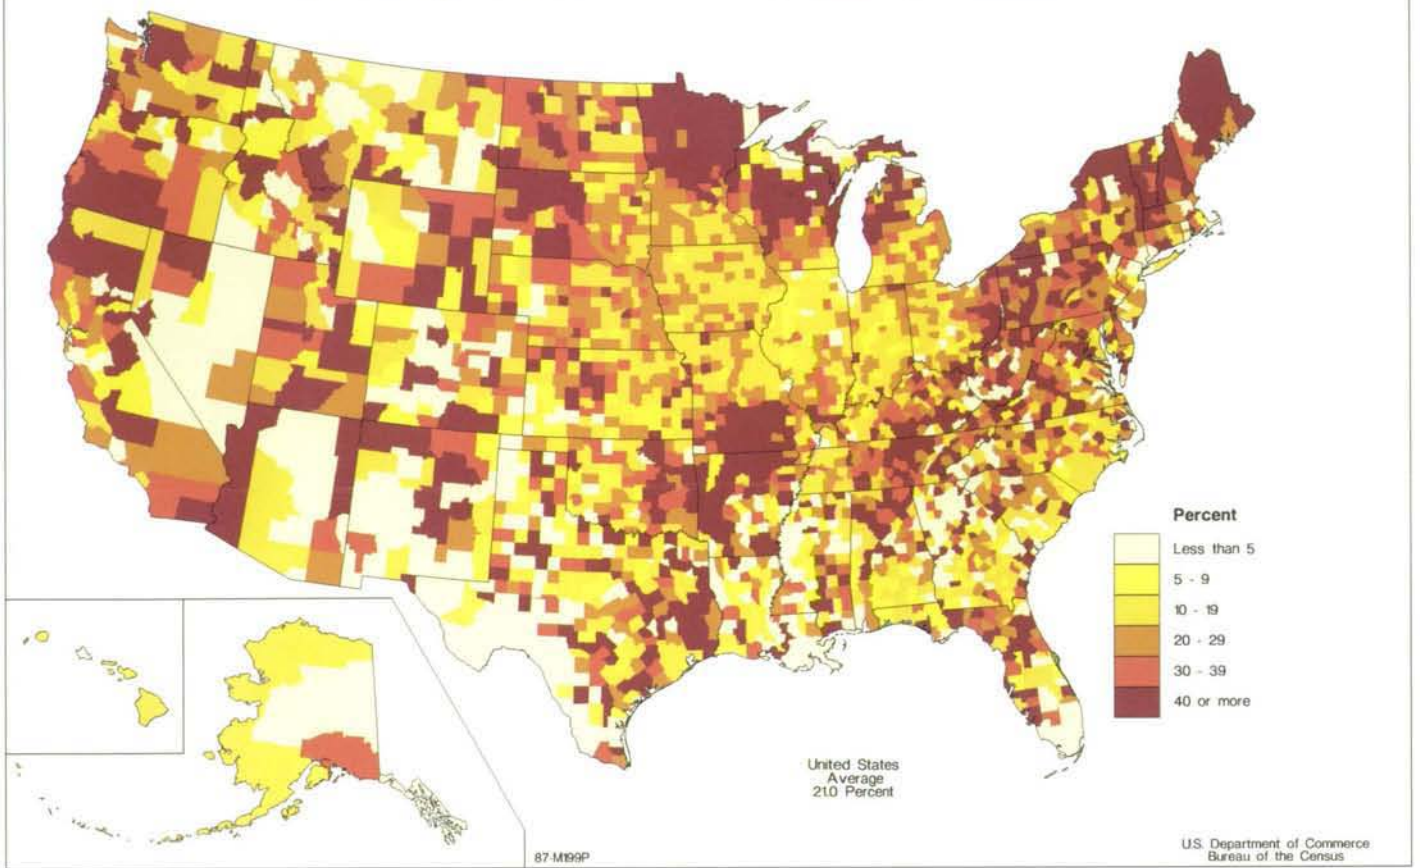 Percent
Less than 5
5 - 9
10 - 19
20 - 29
30 - 39
40 or more
United States
Average
21.0 Percent
87-M199P
U.S. Department of Commerce
Bureau of the Census